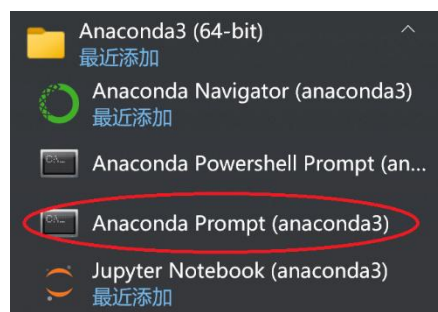 Anaconda3 (64-bit)
最近添加
Anaconda Navigator (anaconda3)
最近添加
Anaconda Powershell Prompt (an...
Anaconda Prompt (anaconda3)
Jupyter Notebook (anaconda3)
最近添加